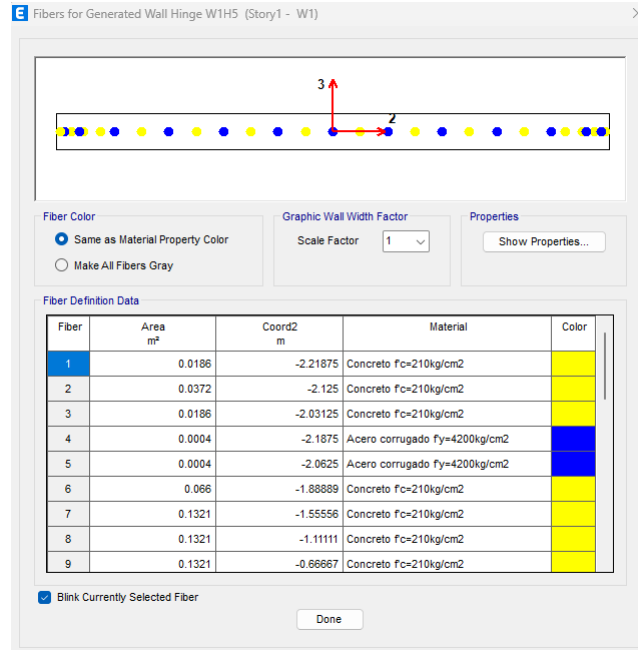 E Fibers for Generated Wall Hinge W1H5 (Story1 - W1)
3
2
Fiber Color
Same as Material Property Color
Make All Fibers Gray
Graphic Wall Width Factor
Scale Factor 1
Properties
Show Properties...
Fiber Definition Data
Fiber Area m² Coord2 m Material Color
1 0.0186 -2.21875 Concreto f'c=210kg/cm2
2 0.0372 -2.125 Concreto f'c=210kg/cm2
3 0.0186 -2.03125 Concreto f'c=210kg/cm2
4 0.0004 -2.1875 Acero corrugado f'y=4200kg/cm2
5 0.0004 -2.0625 Acero corrugado f'y=4200kg/cm2
6 0.066 -1.88889 Concreto f'c=210kg/cm2
7 0.1321 -1.55556 Concreto f'c=210kg/cm2
8 0.1321 -1.11111 Concreto f'c=210kg/cm2
9 0.1321 -0.66667 Concreto f'c=210kg/cm2
Blink Currently Selected Fiber
Done